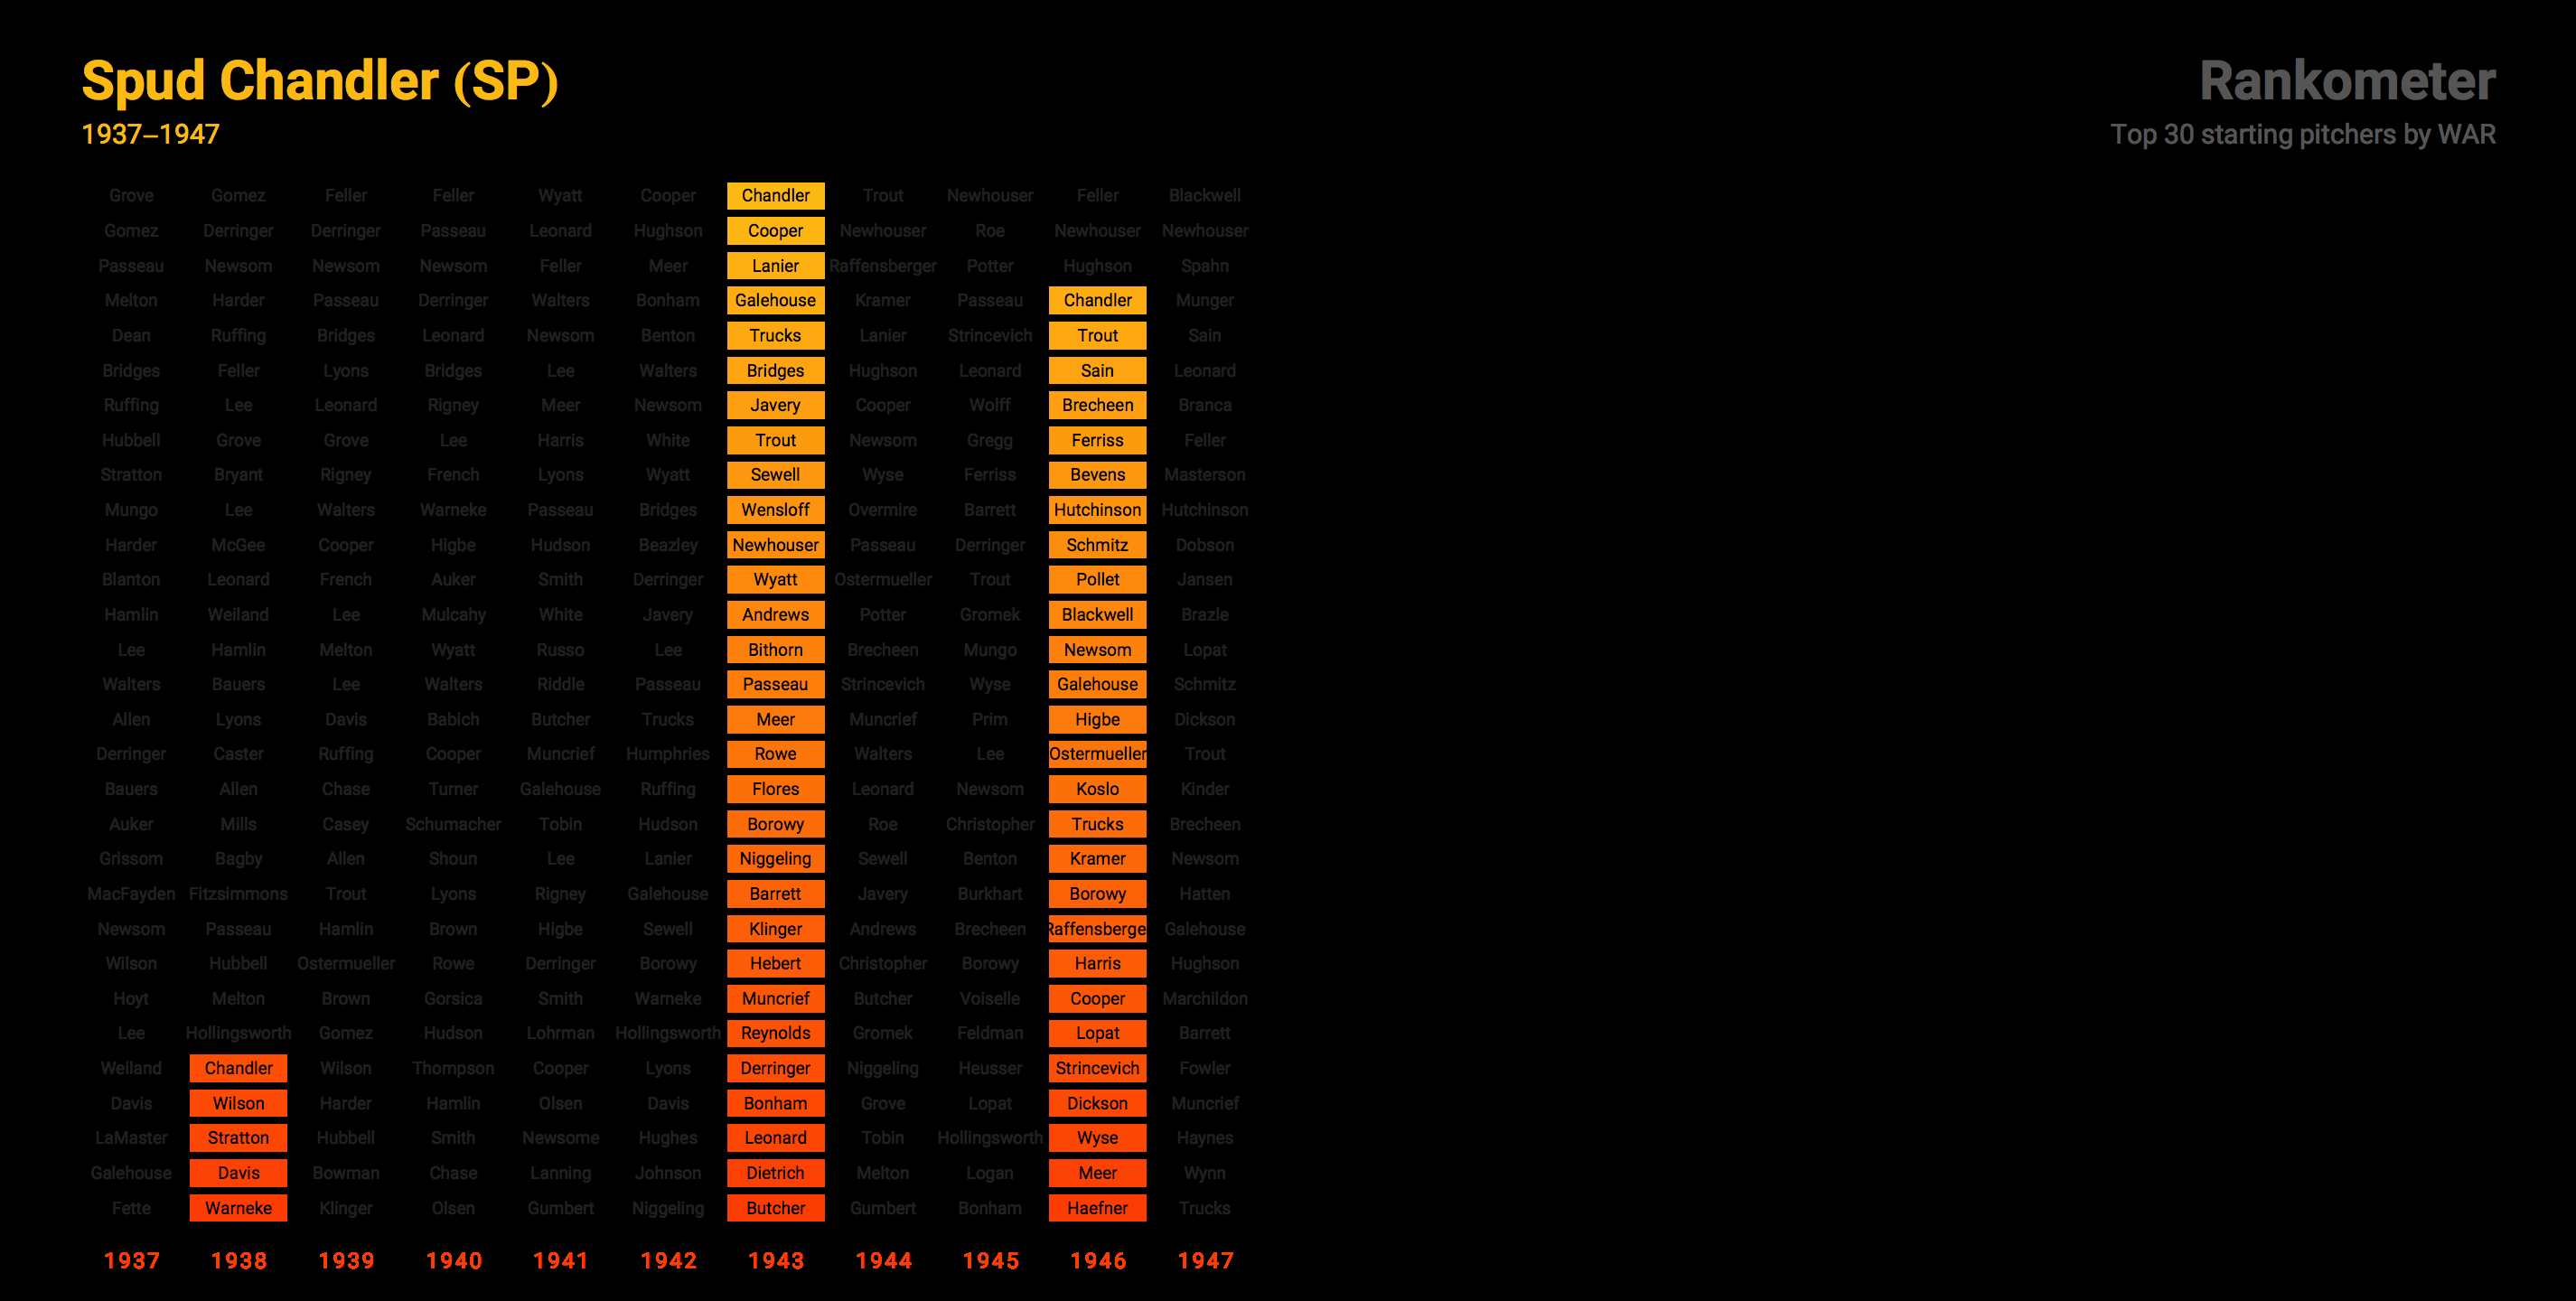 Spud Chandler (SP)
1937–1947
Rankometer
Top 30 starting pitchers by WAR
Grove Gomez Feller Feller Wyatt Cooper Chandler Trout Newhouser Feller Blackwell
Gomez Derringer Derringer Passeau Leonard Hughson Cooper Newhouser Roe Newhouser Newhouser
Passeau Newsom Newsom Newsom Feller Meer Lanier Raffensberger Potter Hughson Spahn
Melton Harder Passeau Derringer Walters Bonham Galehouse Kramer Passeau Chandler Munger
Dean Ruffing Bridges Leonard Newsom Benton Trucks Lanier Strincevich Trout Sain
Bridges Feller Lyons Bridges Lee Walters Bridges Hughson Leonard Sain Leonard
Ruffing Lee Leonard Rigney Meer Newsom Javery Cooper Wolff Brecheen Branca
Hubbell Grove Grove Lee Harris White Trout Newsom Gregg Ferriss Feller
Stratton Bryant Rigney French Lyons Wyatt Sewell Wyse Ferriss Bevens Masterson
Mungo Lee Walters Warneke Passeau Bridges Wensloff Overmire Barrett Hutchinson Hutchinson
Harder McGee Cooper Higbe Hudson Beazley Newhouser Passeau Derringer Schmitz Dobson
Blanton Leonard French Auker Smith Derringer Wyatt Ostermueller Trout Pollet Jansen
Hamlin Weiland Lee Mulcahy White Javery Andrews Potter Gromek Blackwell Brazle
Lee Hamlin Melton Wyatt Russo Lee Bithorn Brecheen Mungo Newsom Lopat
Walters Bauers Lee Walters Riddle Passeau Passeau Strincevich Wyse Galehouse Schmitz
Allen Lyons Davis Babich Butcher Trucks Meer Muncrief Prim Higbe Dickson
Derringer Caster Ruffing Cooper Muncrief Humphries Rowe Walters Lee Ostermueller Trout
Bauers Allen Chase Turner Galehouse Ruffing Flores Leonard Newsom Koslo Kinder
Auker Mills Casey Schumacher Tobin Hudson Borowy Roe Christopher Trucks Brecheen
Grissom Bagby Allen Shoun Lee Lanier Niggeling Sewell Benton Kramer Newsom
MacFayden Fitzsimmons Trout Lyons Rigney Galehouse Barrett Javery Burkhart Borowy Hatten
Newsom Passeau Hamlin Brown Higbe Sewell Klinger Andrews Brecheen Raffensberge Galehouse
Wilson Hubbell Ostermueller Rowe Derringer Borowy Hebert Christopher Borowy Harris Hughson
Hoyt Melton Brown Gorsica Smith Warneke Muncrief Butcher Voiselle Cooper Marchildon
Lee Hollingsworth Gomez Hudson Lohrman Hollingsworth Reynolds Gromek Feldman Lopat Barrett
Weiland Chandler Wilson Thompson Cooper Lyons Derringer Niggeling Heusser Strincevich Fowler
Davis Wilson Harder Hamlin Olsen Davis Bonham Grove Lopat Dickson Muncrief
LaMaster Stratton Hubbell Smith Newsome Hughes Leonard Tobin Hollingsworth Wyse Haynes
Galehouse Davis Bowman Chase Lanning Johnson Dietrich Melton Logan Meer Wynn
Fette Warneke Klinger Olsen Gumbert Niggeling Butcher Gumbert Bonham Haefner Trucks
1937 1938 1939 1940 1941 1942 1943 1944 1945 1946 1947